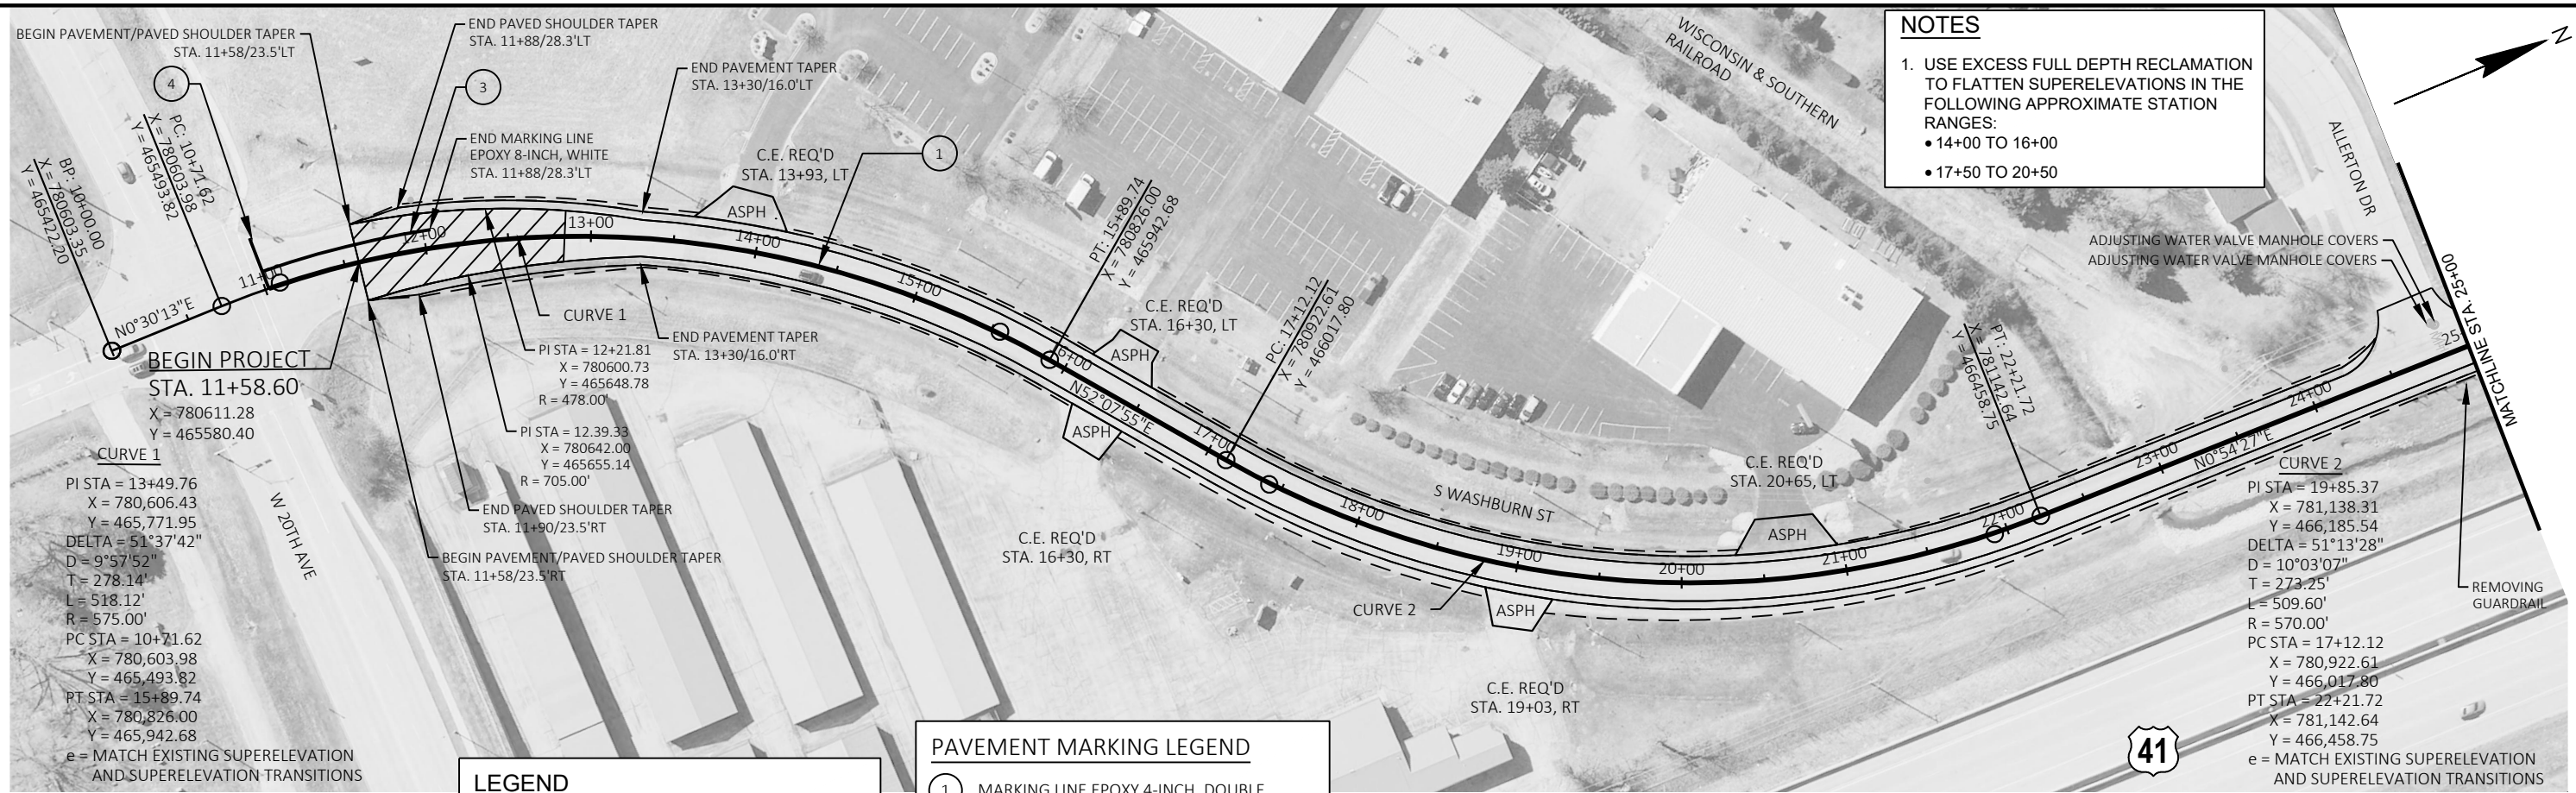 BEGIN PAVEMENT/PAVED SHOULDER TAPER
STA. 11+58/23.5'LT
END PAVED SHOULDER TAPER
STA. 11+88/28.3'LT
4
3
END PAVEMENT TAPER
STA. 13+30/16.0'LT
END MARKING LINE
EPOXY 8-INCH, WHITE
STA. 11+88/28.3'LT
C.E. REQ'D
STA. 13+93, LT
ASPH
1
WISCONSIN & SOUTHERN
RAILROAD
NOTES
1. USE EXCESS FULL DEPTH RECLAMATION
TO FLATTEN SUPERELEVATIONS IN THE
FOLLOWING APPROXIMATE STATION
RANGES:
• 14+00 TO 16+00
• 17+50 TO 20+50
N
ALLERTON DR
ADJUSTING WATER VALVE MANHOLE COVERS
ADJUSTING WATER VALVE MANHOLE COVERS
MATCHLINE STA. 25+00
BP: 10+00.00
X = 780603.35
Y = 465422.20
PC: 10+71.62
X = 780603.98
Y = 465493.82
N0°30'13"E
11+00
12+00
13+00
14+00
15+00
PT: 15+89.74
X = 780826.00
Y = 465942.68
6+00
C.E. REQ'D
STA. 16+30, LT
ASPH
N52°07'55"E
ASPH
17+00
PC: 17+12.12
X = 780922.61
Y = 466017.80
18+00
19+00
20+00
21+00
22+00
23+00
24+00
25
PT: 22+21.72
X = 781142.64
Y = 466458.75
N0°54'27"E
BEGIN PROJECT
STA. 11+58.60
X = 780611.28
Y = 465580.40
CURVE 1
PI STA = 12+21.81
X = 780600.73
Y = 465648.78
R = 478.00'
END PAVEMENT TAPER
STA. 13+30/16.0'RT
PI STA = 12.39.33
X = 780642.00
Y = 465655.14
R = 705.00'
END PAVED SHOULDER TAPER
STA. 11+90/23.5'RT
BEGIN PAVEMENT/PAVED SHOULDER TAPER
STA. 11+58/23.5'RT
W 20TH AVE
CURVE 1
PI STA = 13+49.76
X = 780,606.43
Y = 465,771.95
DELTA = 51°37'42"
D = 9°57'52"
T = 278.14'
L = 518.12'
R = 575.00'
PC STA = 10+71.62
X = 780,603.98
Y = 465,493.82
PT STA = 15+89.74
X = 780,826.00
Y = 465,942.68
e = MATCH EXISTING SUPERELEVATION
AND SUPERELEVATION TRANSITIONS
C.E. REQ'D
STA. 16+30, RT
S WASHBURN ST
C.E. REQ'D
STA. 20+65, LT
ASPH
CURVE 2
ASPH
C.E. REQ'D
STA. 19+03, RT
CURVE 2
PI STA = 19+85.37
X = 781,138.31
Y = 466,185.54
DELTA = 51°13'28"
D = 10°03'07"
T = 273.25'
L = 509.60'
R = 570.00'
PC STA = 17+12.12
X = 780,922.61
Y = 466,017.80
PT STA = 22+21.72
X = 781,142.64
Y = 466,458.75
e = MATCH EXISTING SUPERELEVATION
AND SUPERELEVATION TRANSITIONS
REMOVING
GUARDRAIL
41
LEGEND
PAVEMENT MARKING LEGEND
1 MARKING LINE EPOXY 4-INCH, DOUBLE